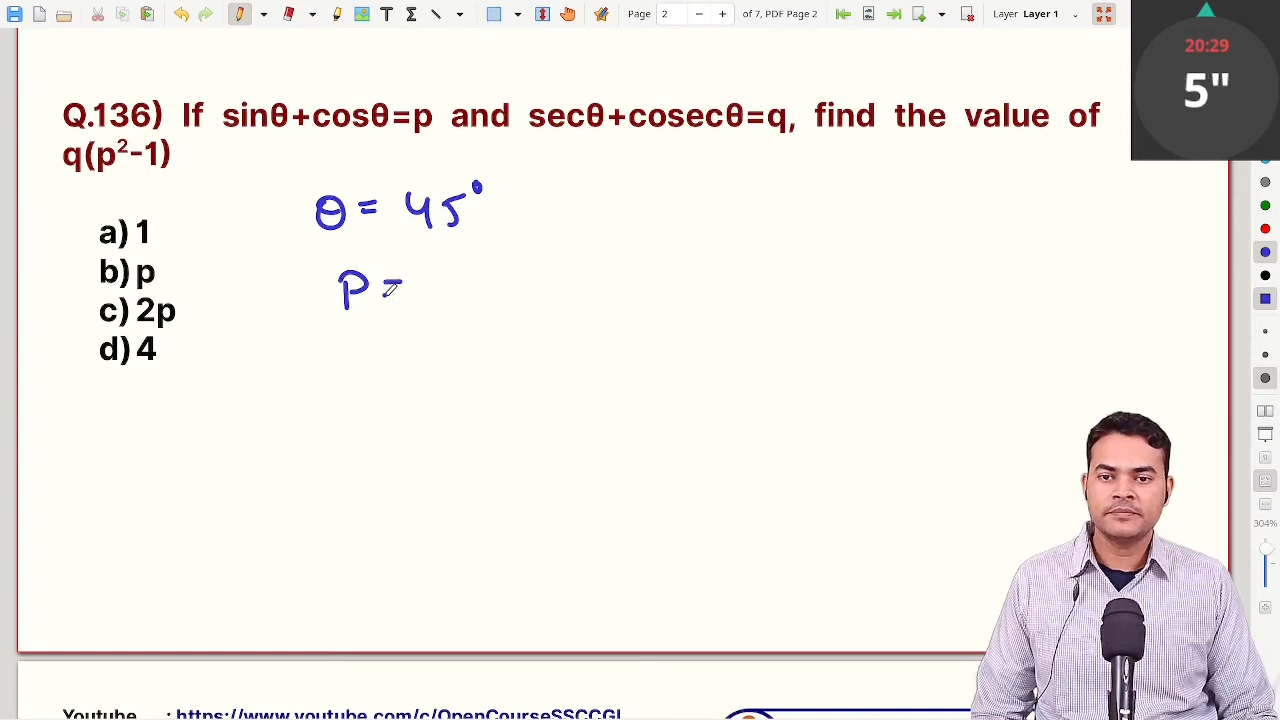 Page 2 of 7. PDF Page 2
Layer Layer 1
20:29
5"
Q.136) If sinθ+cosθ=p and secθ+cosecθ=q, find the value of
q(p²-1)
θ = 45°
a) 1
b) p
P =
c) 2p
d) 4
304%
Youtube : https://www.youtube.com/c/OpenCourseSSCCGL